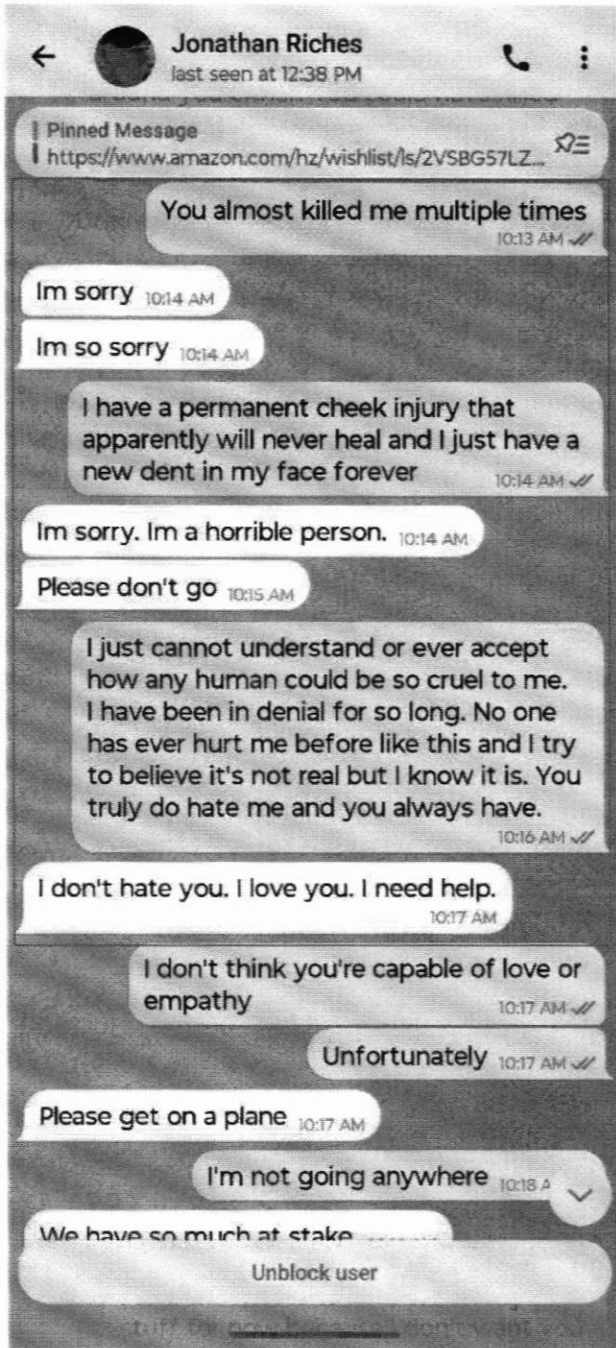 Jonathan Riches
last seen at 12:38 PM
Pinned Message
https://www.amazon.com/hz/wishlist/ls/2VSBG57LZ...
You almost killed me multiple times
10:13 AM
Im sorry 10:14 AM
Im so sorry 10:14 AM
I have a permanent cheek injury that
apparently will never heal and I just have a
new dent in my face forever
10:14 AM
Im sorry. Im a horrible person. 10:14 AM
Please don't go 10:15 AM
I just cannot understand or ever accept
how any human could be so cruel to me.
I have been in denial for so long. No one
has ever hurt me before like this and I try
to believe it's not real but I know it is. You
truly do hate me and you always have.
10:16 AM
I don't hate you. I love you. I need help.
10:17 AM
I don't think you're capable of love or
empathy 10:17 AM
Unfortunately 10:17 AM
Please get on a plane 10:17 AM
I'm not going anywhere 10:18 A
We have so much at stake
Unblock user